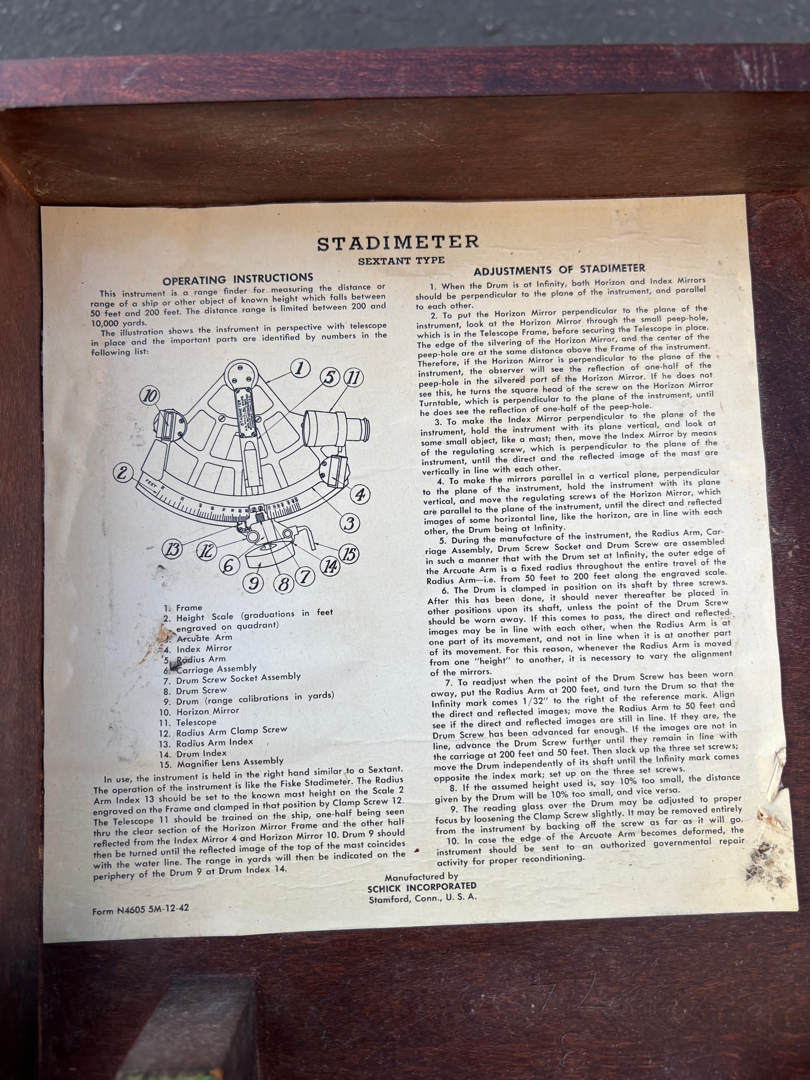 STADIMETER
SEXTANT TYPE
OPERATING INSTRUCTIONS
This instrument is a range finder for measuring the distance or
range of a ship or other object of known height which falls between
50 feet and 200 feet. The distance range is limited between 200 and
10,000 yards.
The illustration shows the instrument in perspective with telescope
in place and the important parts are identified by numbers in the
following list:
1
5
11
10
2
4
3
13
12
6
9
8
7
14
15
1. Frame
2. Height Scale (graduations in feet
engraved on quadrant)
Arcuate Arm
4. Index Mirror
5. Radius Arm
6. Carriage Assembly
7. Drum Screw Socket Assembly
8. Drum Screw
9. Drum (range calibrations in yards)
10. Horizon Mirror
11. Telescope
12. Radius Arm Clamp Screw
13. Radius Arm Index
14. Drum Index
15. Magnifier Lens Assembly
In use, the instrument is held in the right hand similar to a Sextant.
The operation of the instrument is like the Fiske Stadimeter. The Radius
Arm Index 13 should be set to the known mast height on the Scale 2
engraved on the Frame and clamped in that position by Clamp Screw 12.
The Telescope 11 should be trained on the ship, one-half being seen
thru the clear section of the Horizon Mirror Frame and the other half
reflected from the Index Mirror 4 and Horizon Mirror 10. Drum 9 should
then be turned until the reflected image of the top of the mast coincides
with the water line. The range in yards will then be indicated on the
periphery of the Drum 9 at Drum Index 14.
ADJUSTMENTS OF STADIMETER
1. When the Drum is at Infinity, both Horizon and Index Mirrors
should be perpendicular to the plane of the instrument, and parallel
to each other.
2. To put the Horizon Mirror perpendicular to the plane of the
instrument, look at the Horizon Mirror through the small peep-hole,
which is in the Telescope Frame, before securing the Telescope in place.
The edge of the silvering of the Horizon Mirror, and the center of the
peep-hole are at the same distance above the Frame of the instrument.
Therefore, if the Horizon Mirror is perpendicular to the plane of the
instrument, the observer will see the reflection of one-half of the
peep-hole in the silvered part of the Horizon Mirror. If he does not
see this, he turns the square head of the screw on the Horizon Mirror
Turntable, which is perpendicular to the plane of the instrument, until
he does see the reflection of one-half of the peep-hole.
3. To make the Index Mirror perpendicular to the plane of the
instrument, hold the instrument with its plane vertical, and look at
some small object, like a mast; then, move the Index Mirror by means
of the regulating screw, which is perpendicular to the plane of the
instrument, until the direct and the reflected image of the mast are
vertically in line with each other.
4. To make the mirrors parallel in a vertical plane, perpendicular
to the plane of the instrument, hold the instrument with its plane
vertical, and move the regulating screws of the Horizon Mirror, which
are parallel to the plane of the instrument, until the direct and reflected
images of some horizontal line, like the horizon, are in line with each
other, the Drum being at Infinity.
5. During the manufacture of the instrument, the Radius Arm, Car-
riage Assembly, Drum Screw Socket and Drum Screw are assembled
in such a manner that with the Drum set at Infinity, the outer edge of
the Arcuate Arm is a fixed radius throughout the entire travel of the
Radius Arm—i.e. from 50 feet to 200 feet along the engraved scale.
6. The Drum is clamped in position on its shaft by three screws.
After this has been done, it should never thereafter be placed in
other positions upon its shaft, unless the point of the Drum Screw
should be worn away. If this comes to pass, the direct and reflected
images may be in line with each other, when the Radius Arm is at
one part of its movement, and not in line when it is at another part
of its movement. For this reason, whenever the Radius Arm is moved
from one "height" to another, it is necessary to vary the alignment
of the mirrors.
7. To readjust when the point of the Drum Screw has been worn
away, put the Radius Arm at 200 feet, and turn the Drum so that the
Infinity mark comes 1/32" to the right of the reference mark. Align
the direct and reflected images; move the Radius Arm to 50 feet and
see if the direct and reflected images are still in line. If they are, the
Drum Screw has been advanced far enough. If the images are not in
line, advance the Drum Screw further until they remain in line with
the carriage at 200 feet and 50 feet. Then slack up the three set screws;
move the Drum independently of its shaft until the Infinity mark comes
opposite the index mark; set up on the three set screws.
8. If the assumed height used is, say 10% too small, the distance
given by the Drum will be 10% too small, and vice versa.
9. The reading glass over the Drum may be adjusted to proper
focus by loosening the Clamp Screw slightly. It may be removed entirely
from the instrument by backing off the screw as far as it will go.
10. In case the edge of the Arcuate Arm becomes deformed, the
instrument should be sent to an authorized governmental repair
activity for proper reconditioning.
Manufactured by
SCHICK INCORPORATED
Stamford, Conn., U. S. A.
Form N4605 5M-12-42